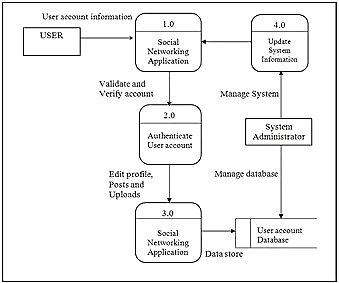 User account information
USER
1.0
Social
Networking
Application
4.0
Update
System
Information
Validate and
Verify account
Manage System
2.0
Authenticate
User account
System
Administrator
Edit profile,
Posts and
Uploads
Manage database
3.0
Social
Networking
Application
User account
Database
Data store